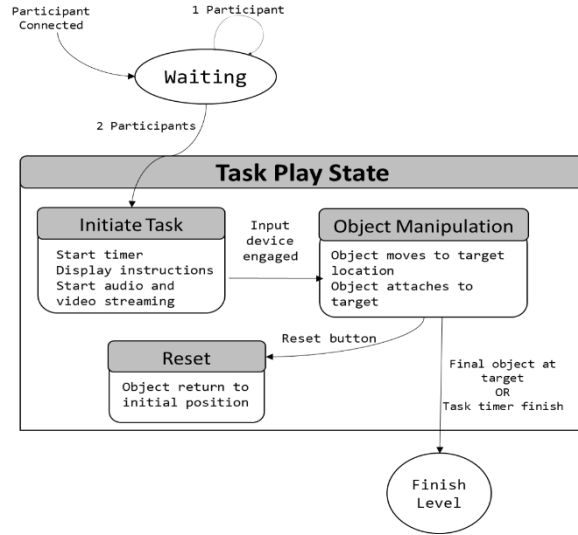 Participant
Connected
1 Participant
Waiting
2 Participants
Task Play State
Initiate Task
Start timer
Display instructions
Start audio and
video streaming
Input
device
engaged
Object Manipulation
Object moves to target
location
Object attaches to
target
Reset button
Reset
Object return to
initial position
Final object at
target
OR
Task timer finish
Finish
Level